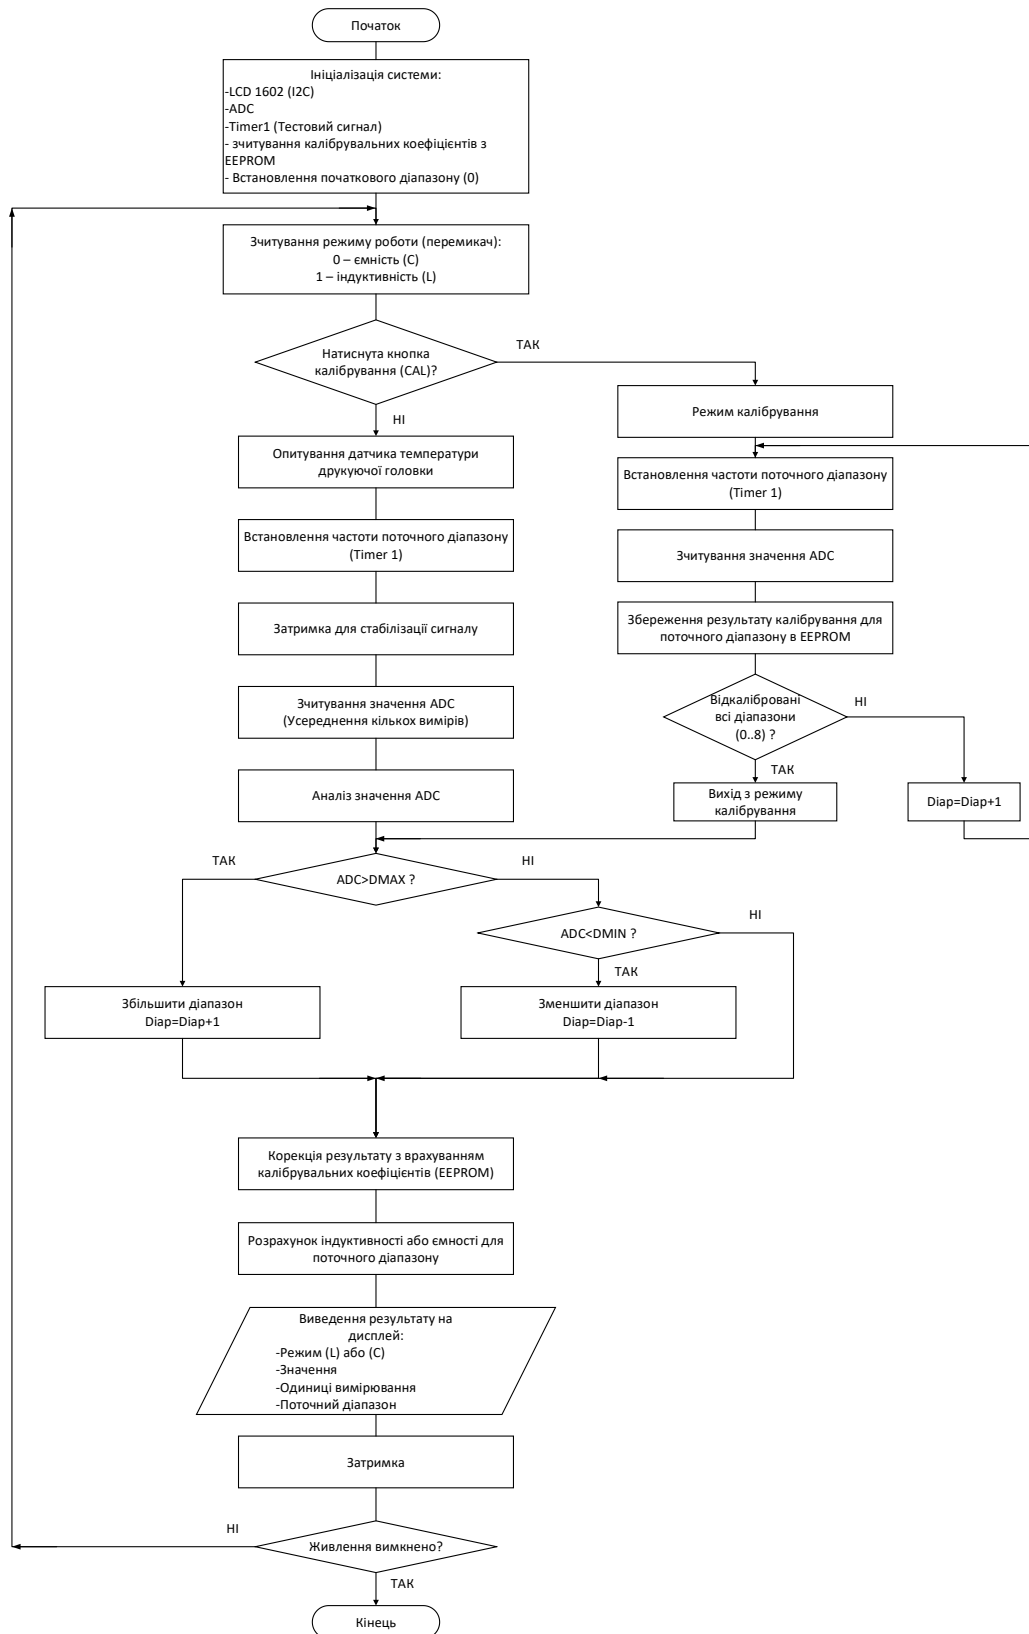 Початок
Ініціалізація системи:
-LCD 1602 (I2C)
-ADC
-Timer1 (Тестовий сигнал)
- зчитування калібрувальних коефіцієнтів з
EEPROM
- Встановлення початкового діапазону (0)
Зчитування режиму роботи (перемикач):
0 – ємність (C)
1 – індуктивність (L)
Натиснута кнопка
калібрування (CAL)?
ТАК
НІ
Режим калібрування
Опитування датчика температури
друкуючої головки
Встановлення частоти поточного діапазону
(Timer 1)
Встановлення частоти поточного діапазону
(Timer 1)
Зчитування значення ADC
Затримка для стабілізації сигналу
Збереження результату калібрування для
поточного діапазону в EEPROM
Зчитування значення ADC
(Усереднення кількох вимірів)
Відкалібровані
всі діапазони
(0..8) ?
НІ
ТАК
Аналіз значення ADC
Вихід з режиму
калібрування
Diap=Diap+1
ТАК
ADC>DMAX ?
НІ
ADC<DMIN ?
НІ
ТАК
Збільшити діапазон
Diap=Diap+1
Зменшити діапазон
Diap=Diap-1
Корекція результату з врахуванням
калібрувальних коефіцієнтів (EEPROM)
Розрахунок індуктивності або ємності для
поточного діапазону
Виведення результату на
дисплей:
-Режим (L) або (C)
-Значення
-Одиниці вимірювання
-Поточний діапазон
Затримка
НІ
Живлення вимкнено?
ТАК
Кінець